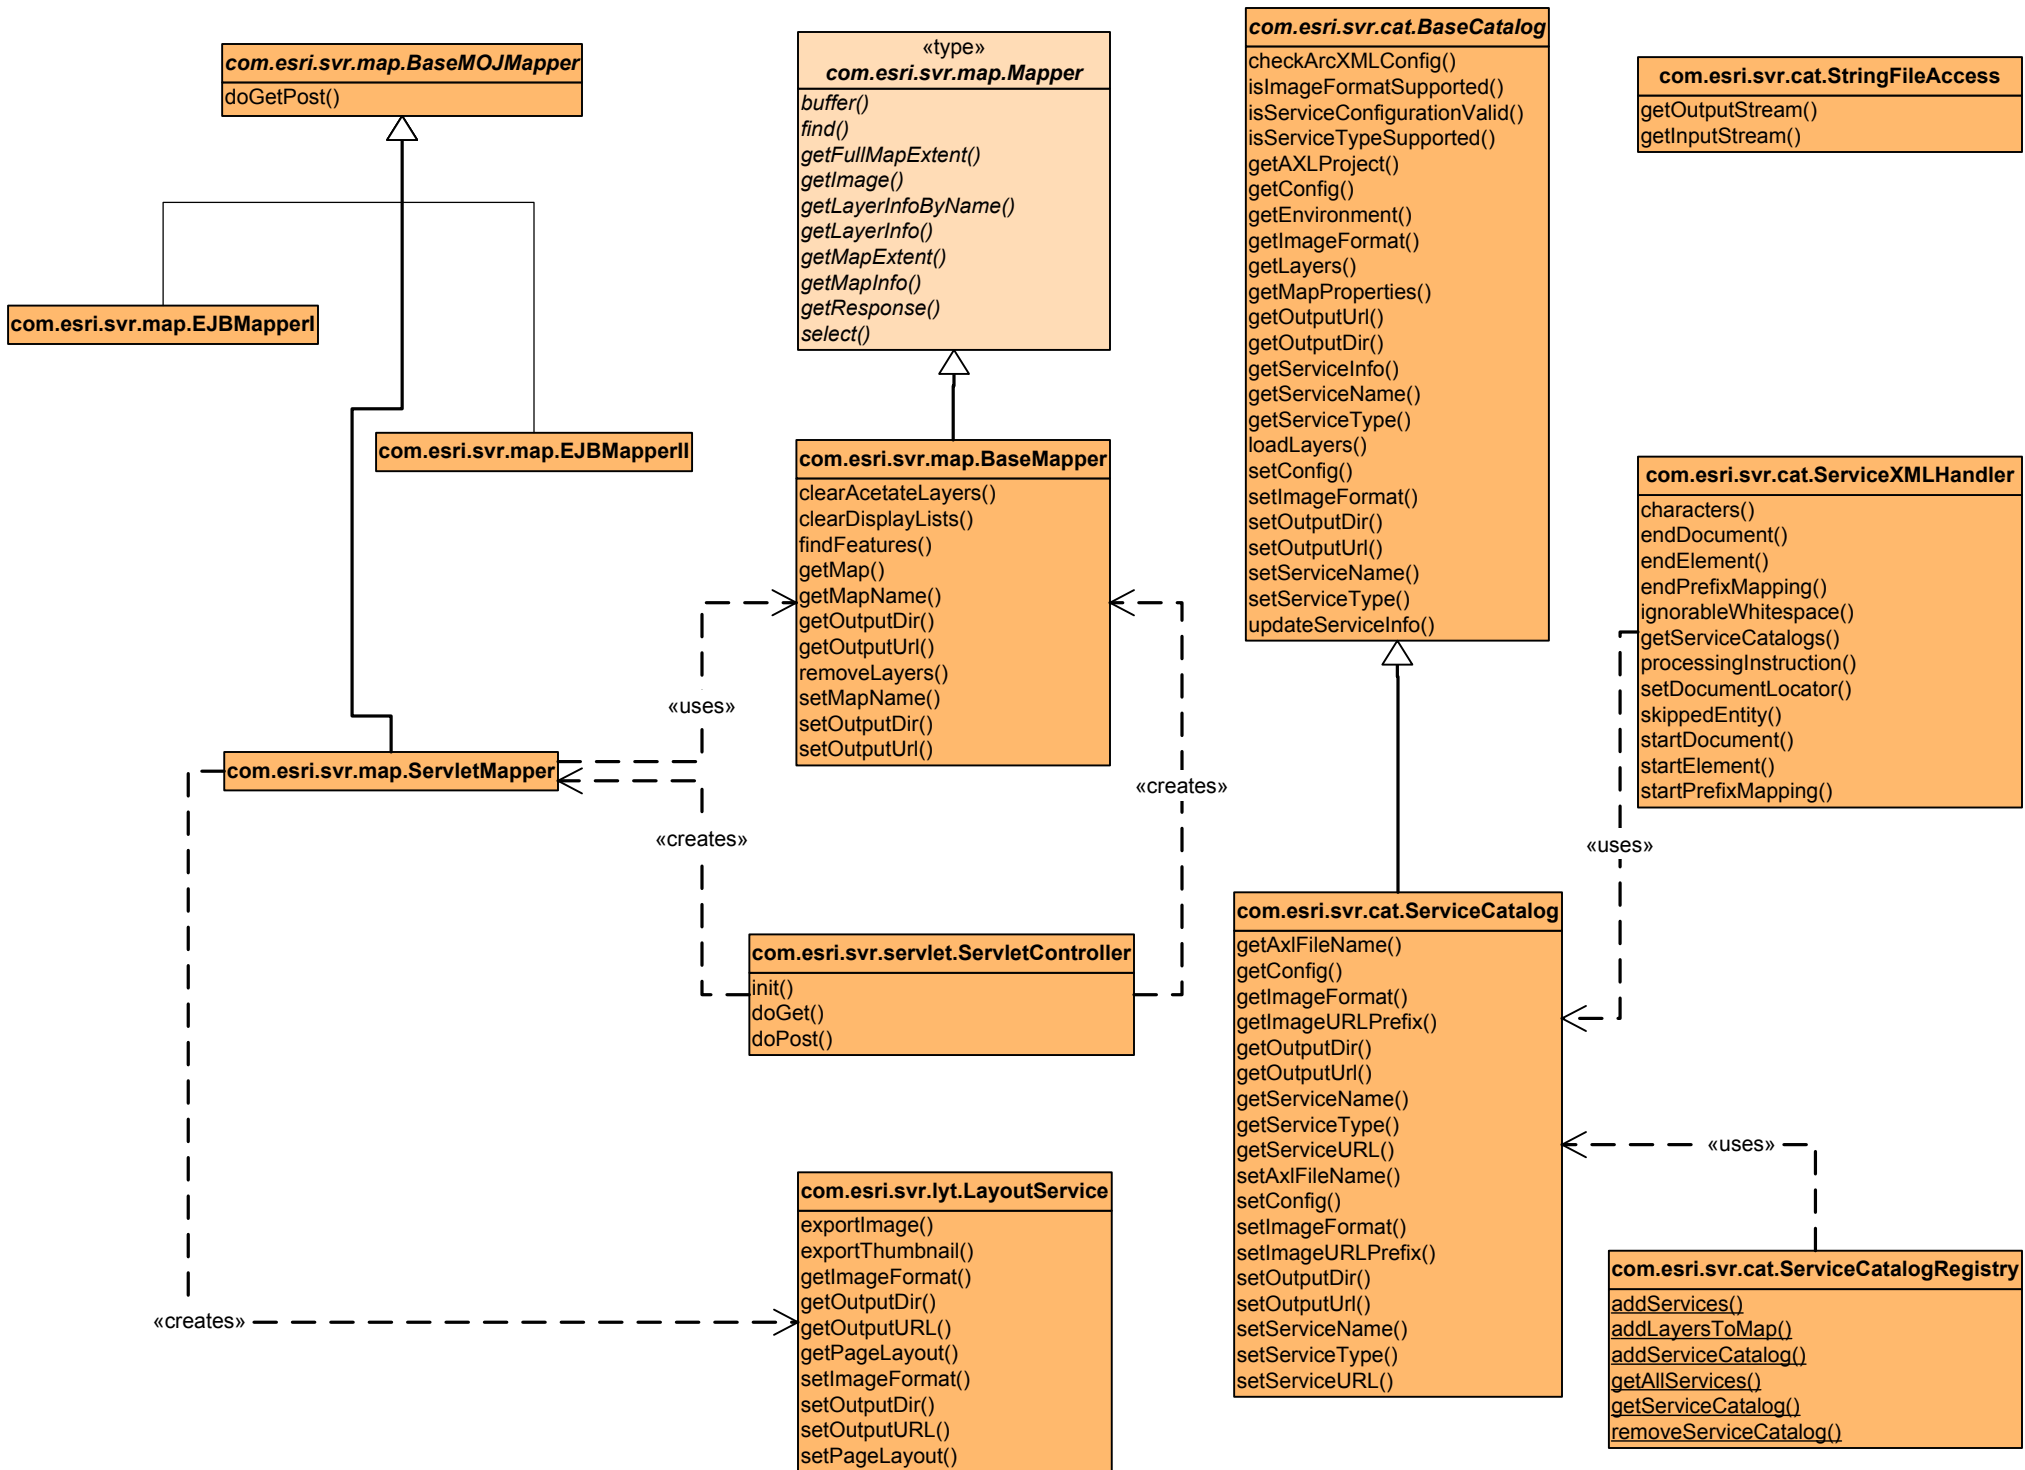 com.esri.svr.map.BaseMOJMapper
doGetPost()
com.esri.svr.map.EJBMapperI
com.esri.svr.map.EJBMapperII
com.esri.svr.map.ServletMapper
«type»
com.esri.svr.map.Mapper
buffer()
find()
getFullMapExtent()
getImage()
getLayerInfoByName()
getLayerInfo()
getMapExtent()
getMapInfo()
getResponse()
select()
com.esri.svr.map.BaseMapper
clearAcetateLayers()
clearDisplayLists()
findFeatures()
getMap()
getMapName()
getOutputDir()
getOutputUrl()
removeLayers()
setMapName()
setOutputDir()
setOutputUrl()
«uses»
«creates»
«creates»
com.esri.svr.servlet.ServletController
init()
doGet()
doPost()
«creates»
com.esri.svr.lyt.LayoutService
exportImage()
exportThumbnail()
getImageFormat()
getOutputDir()
getOutputURL()
getPageLayout()
setImageFormat()
setOutputDir()
setOutputURL()
setPageLayout()
com.esri.svr.cat.BaseCatalog
checkArcXMLConfig()
isImageFormatSupported()
isServiceConfigurationValid()
isServiceTypeSupported()
getAXLProject()
getConfig()
getEnvironment()
getImageFormat()
getLayers()
getMapProperties()
getOutputUrl()
getOutputDir()
getServiceInfo()
getServiceName()
getServiceType()
loadLayers()
setConfig()
setImageFormat()
setOutputDir()
setOutputUrl()
setServiceName()
setServiceType()
updateServiceInfo()
com.esri.svr.cat.ServiceCatalog
getAxlFileName()
getConfig()
getImageFormat()
getImageURLPrefix()
getOutputDir()
getOutputUrl()
getServiceName()
getServiceType()
getServiceURL()
setAxlFileName()
setConfig()
setImageFormat()
setImageURLPrefix()
setOutputDir()
setOutputUrl()
setServiceName()
setServiceType()
setServiceURL()
com.esri.svr.cat.StringFileAccess
getOutputStream()
getInputStream()
com.esri.svr.cat.ServiceXMLHandler
characters()
endDocument()
endElement()
endPrefixMapping()
ignorableWhitespace()
getServiceCatalogs()
processingInstruction()
setDocumentLocator()
skippedEntity()
startDocument()
startElement()
startPrefixMapping()
«uses»
«uses»
com.esri.svr.cat.ServiceCatalogRegistry
addServices()
addLayersToMap()
addServiceCatalog()
getAllServices()
getServiceCatalog()
removeServiceCatalog()